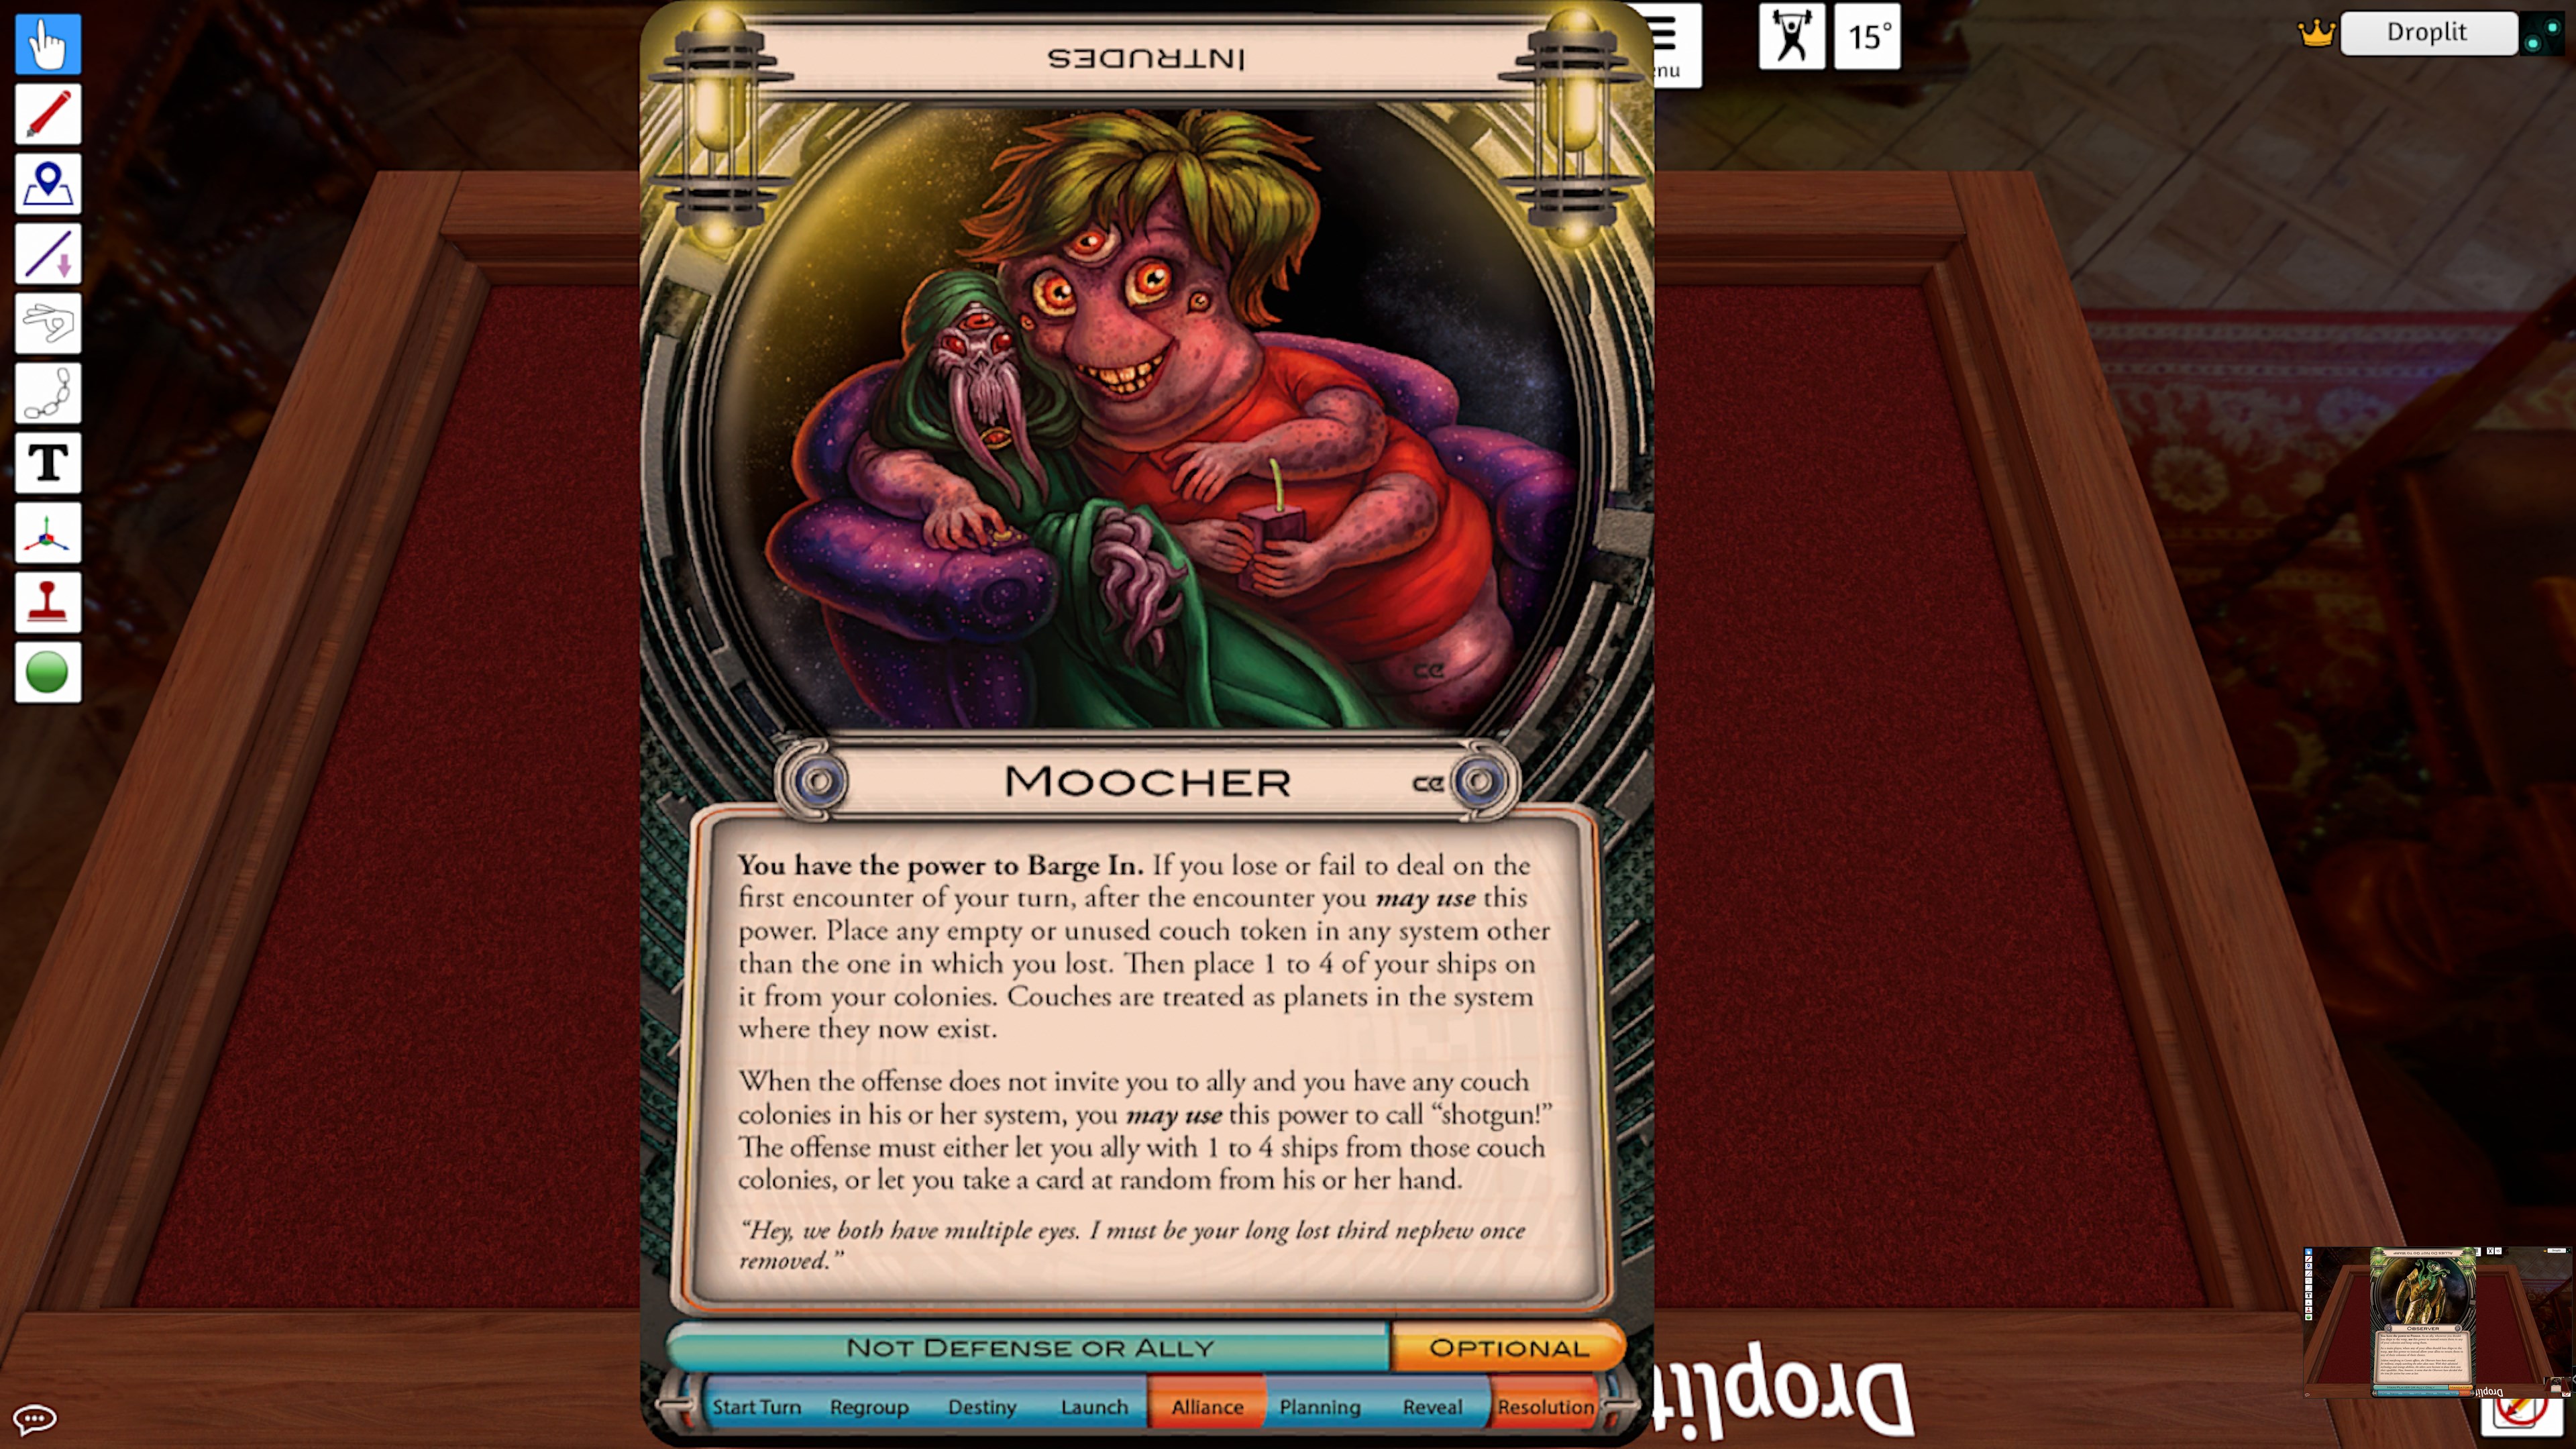 INTRUDES
enu
15°
Droplit
T
MOOCHER
ce
You have the power to Barge In. If you lose or fail to deal on the
first encounter of your turn, after the encounter you may use this
power. Place any empty or unused couch token in any system other
than the one in which you lost. Then place 1 to 4 of your ships on
it from your colonies. Couches are treated as planets in the system
where they now exist.
When the offense does not invite you to ally and you have any couch
colonies in his or her system, you may use this power to call “shotgun!”
The offense must either let you ally with 1 to 4 ships from those couch
colonies, or let you take a card at random from his or her hand.
“Hey, we both have multiple eyes. I must be your long lost third nephew once
removed.”
NOT DEFENSE OR ALLY
OPTIONAL
Start Turn Regroup Destiny Launch Alliance Planning Reveal Resolution
Droplit
OBSERVER